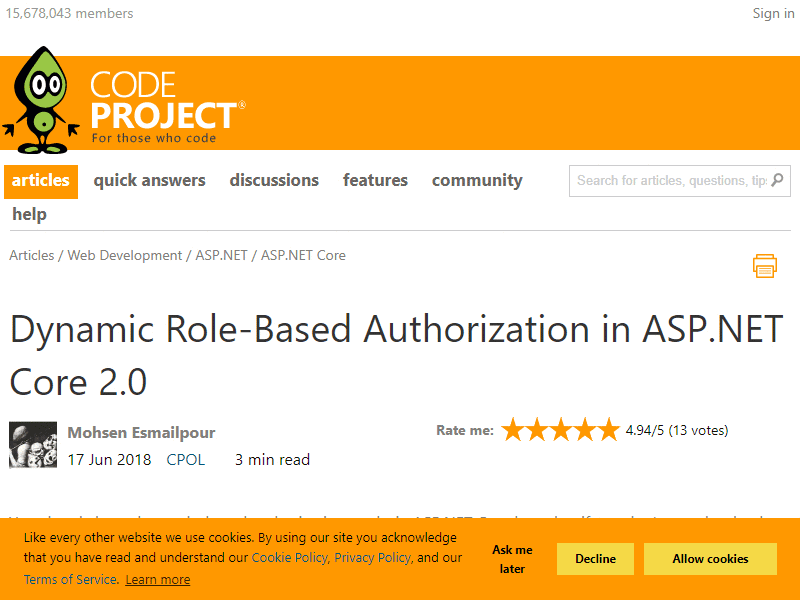 15,678,043 members
Sign in
CODE
PROJECT®
For those who code
articles quick answers discussions features community
Search for articles, questions, tips
help
Articles / Web Development / ASP.NET / ASP.NET Core
Dynamic Role-Based Authorization in ASP.NET
Core 2.0
Mohsen Esmailpour
Rate me: 4.94/5 (13 votes)
17 Jun 2018 CPOL 3 min read
Like every other website we use cookies. By using our site you acknowledge
that you have read and understand our Cookie Policy, Privacy Policy, and our
Terms of Service. Learn more
Ask me
later
Decline
Allow cookies